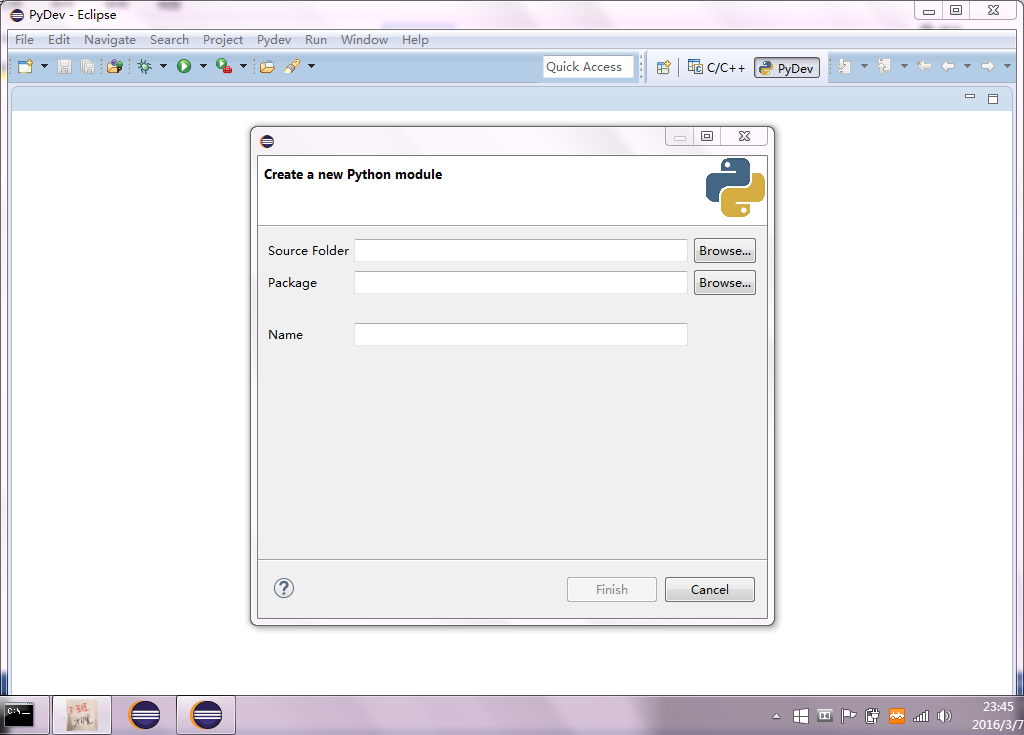 PyDev - Eclipse
File Edit Navigate Search Project Pydev Run Window Help
Quick Access C/C++ PyDev
Create a new Python module
Source Folder Browse...
Package Browse...
Name
Finish Cancel
23:45
2016/3/7